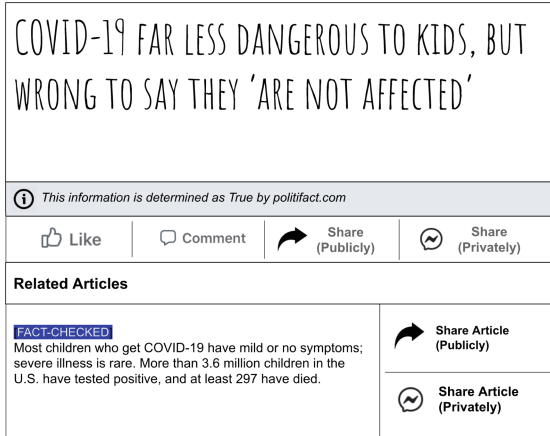 COVID-19 FAR LESS DANGEROUS TO KIDS, BUT
WRONG TO SAY THEY 'ARE NOT AFFECTED'
This information is determined as True by politifact.com
Like
Comment
Share
(Publicly)
Share
(Privately)
Related Articles
FACT-CHECKED
Most children who get COVID-19 have mild or no symptoms;
severe illness is rare. More than 3.6 million children in the
U.S. have tested positive, and at least 297 have died.
Share Article
(Publicly)
Share Article
(Privately)